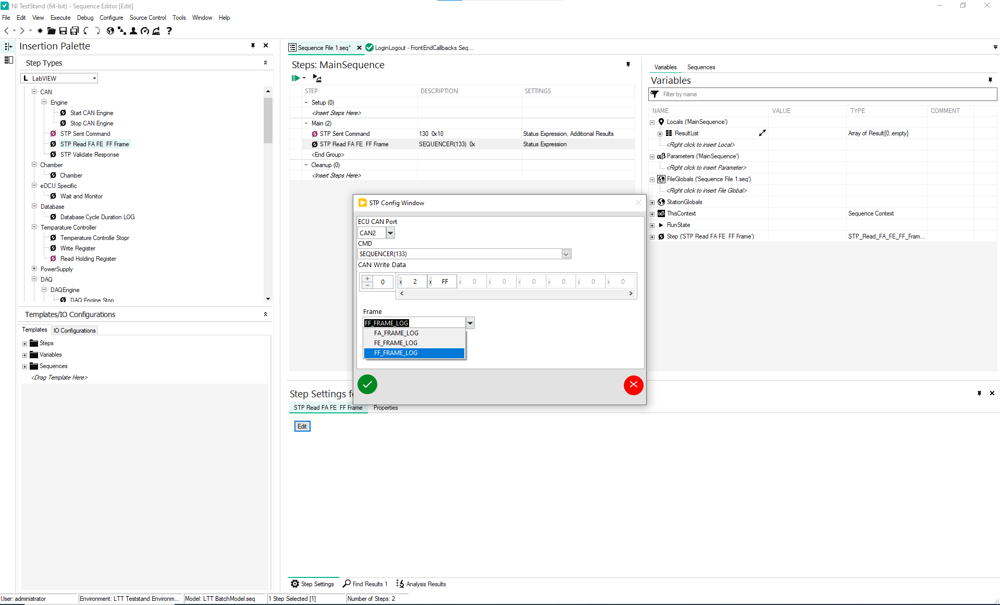 NI TestStand (64-bit) - Sequence Editor [Edit]
File Edit View Execute Debug Configure Source Control Tools Window Help
Insertion Palette
Step Types
L LabVIEW
CAN
Engine
Start CAN Engine
Stop CAN Engine
STP Sent Command
STP Read FA FE  FF Frame
STP Validate Response
Chamber
Chamber
eDCU Specific
Wait and Monitor
Database
Database Cycle Duration LOG
Temparature Controller
Temperature Controlle Stopr
Write Register
Read Holding Register
PowerSupply
DAQ
DAQEngine
DAQ Engine Stop
Templates/IO Configurations
Templates IO Configurations
Steps
Variables
Sequences
<Drag Template Here>
Sequence File 1.seq* LoginLogout - FrontEndCallbacks.Seq...
Steps: MainSequence
STEP DESCRIPTION SETTINGS
Setup (0)
<Insert Steps Here>
Main (2)
STP Sent Command 130  0x10 Status Expression, Additional Results
STP Read FA FE  FF Frame SEQUENCER(133)  0x Status Expression
<End Group>
Cleanup (0)
<Insert Steps Here>
Variables Sequences
Variables
Filter by name
NAME VALUE TYPE COMMENT
Locals ('MainSequence')
ResultList Array of Result[0..empty]
<Right click to insert Local>
αβ Parameters ('MainSequence')
<Right click to insert Parameter>
FileGlobals ('Sequence File 1.seq')
<Right click to insert File Global>
StationGlobals
αβ ThisContext Sequence Context
RunState
Step ('STP Read FA FE  FF Frame') STP_Read_FA_FE_FF_Fram...
STP Config Window
ECU CAN Port
CAN2
CMD
SEQUENCER(133)
CAN Write Data
0 x 2 x FF x 0 x 0 x 0 x 0 x 0 x 0
Frame
FF_FRAME_LOG
FA_FRAME_LOG
FE_FRAME_LOG
FF_FRAME_LOG
Step Settings f
STP Read FA FE  FF Frame Properties
Edit
Step Settings Find Results 1 Analysis Results
User: administrator Environment: LTT Teststand Environm... Model: LTT BatchModel.seq 1 Step Selected [1] Number of Steps: 2